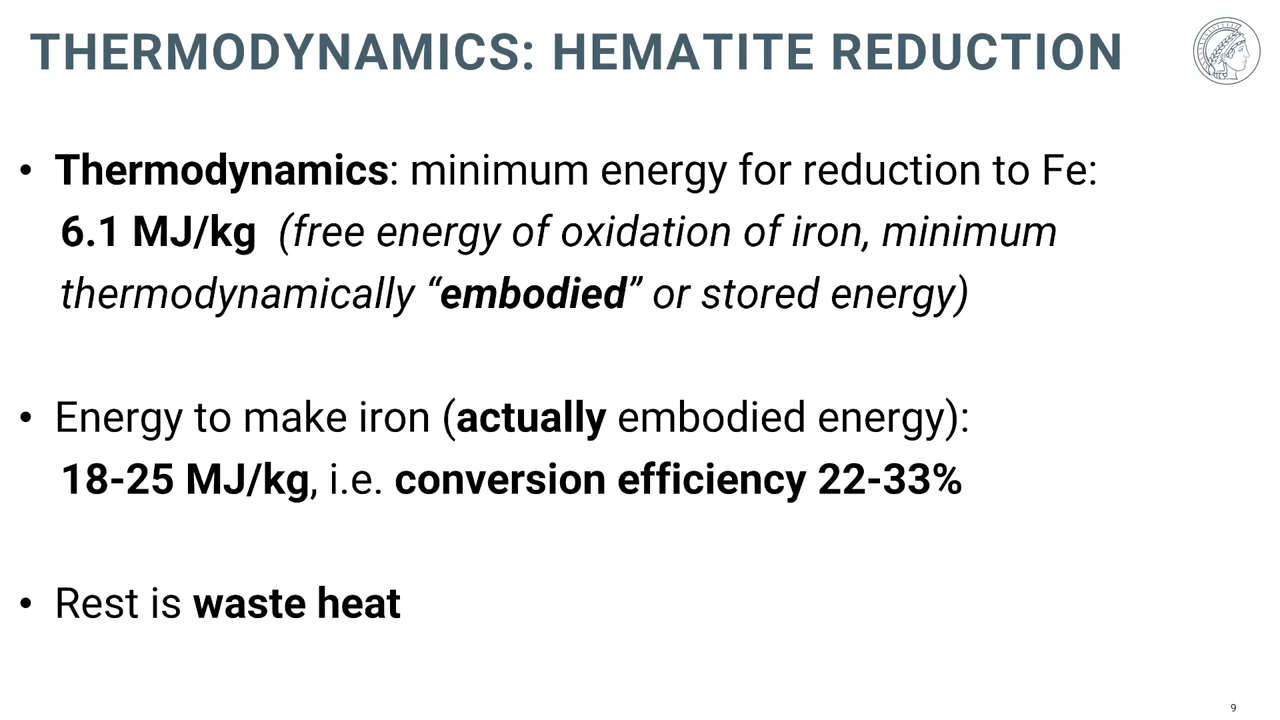 THERMODYNAMICS: HEMATITE REDUCTION
• Thermodynamics: minimum energy for reduction to Fe:
6.1 MJ/kg (free energy of oxidation of iron, minimum
thermodynamically “embodied” or stored energy)
• Energy to make iron (actually embodied energy):
18-25 MJ/kg, i.e. conversion efficiency 22-33%
• Rest is waste heat
9